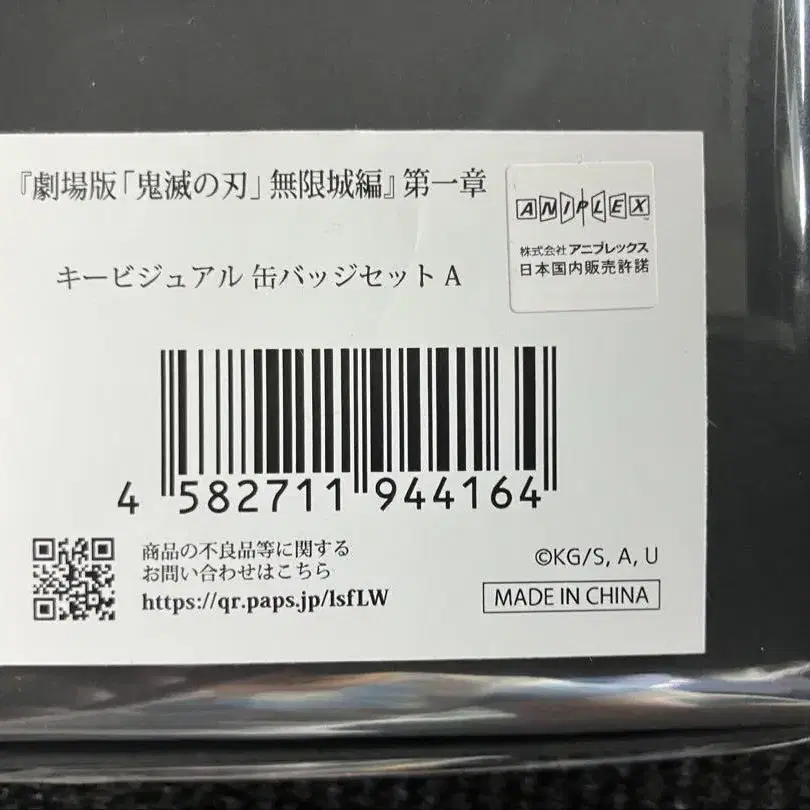 『劇場版「鬼滅の刃」無限城編』第一章
キービジュアル 缶バッジセット A
ANIPLEX
株式会社 アニプレックス
日本国内販売許諾
4 582711 944164
商品の不良品等に関する
お問い合わせはこちら
https://qr.paps.jp/lsfLW
©KG/S, A, U
MADE IN CHINA